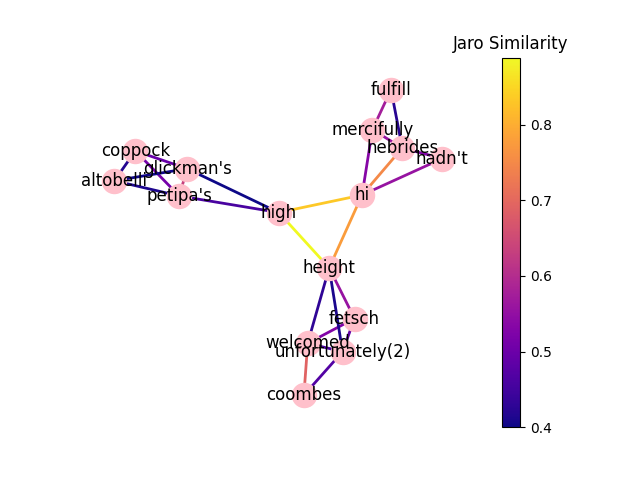 Jaro Similarity
fulfill
mercifully
hebrides
hadn't
coppock
glickman's
altobelli
petipa's
hi
high
height
fetsch
welcomed
unfortunately(2)
coombes
0.8
0.7
0.6
0.5
0.4